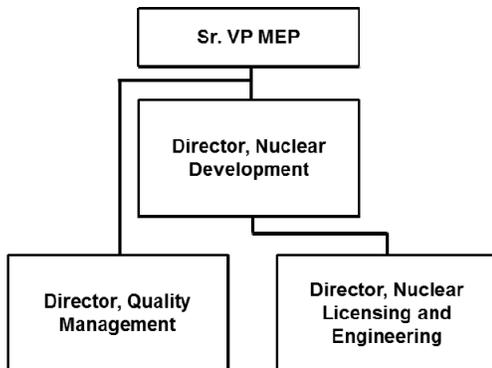 Sr. VP MEP
Director, Nuclear
Development
Director, Quality
Management
Director, Nuclear
Licensing and
Engineering